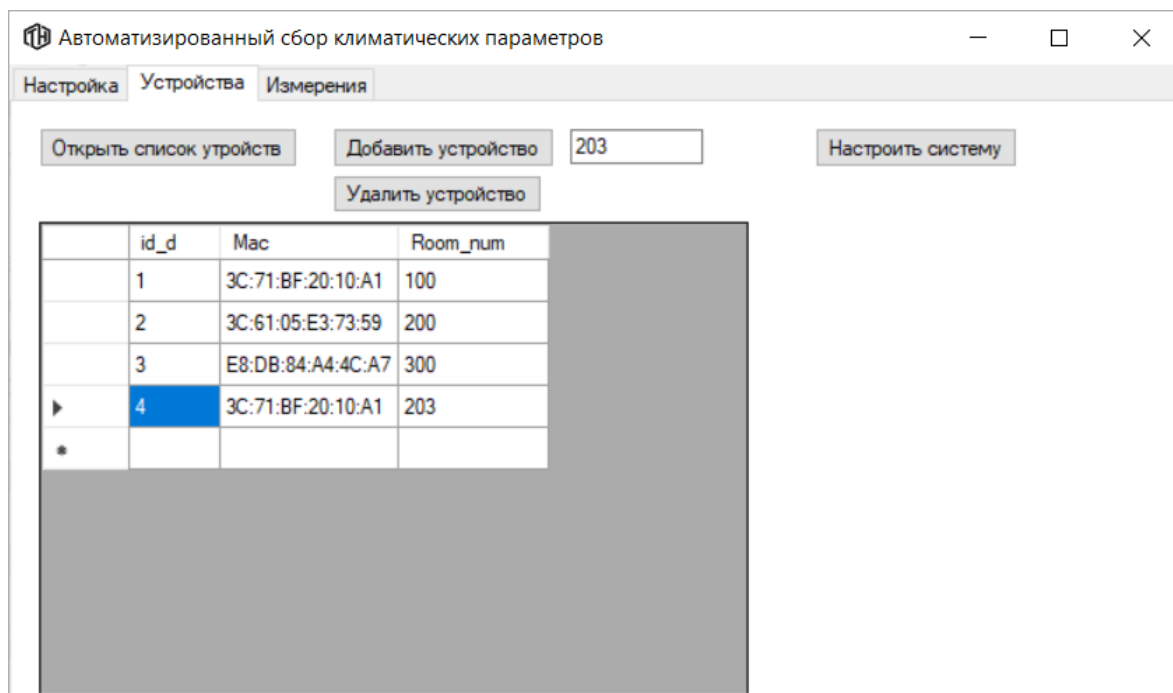 Автоматизированный сбор климатических параметров
Настройка Устройства Измерения
Открыть список утройств Добавить устройство 203 Настроить систему
Удалить устройство
id_d Mac Room_num
1 3C:71:BF:20:10:A1 100
2 3C:61:05:E3:73:59 200
3 E8:DB:84:A4:4C:A7 300
4 3C:71:BF:20:10:A1 203